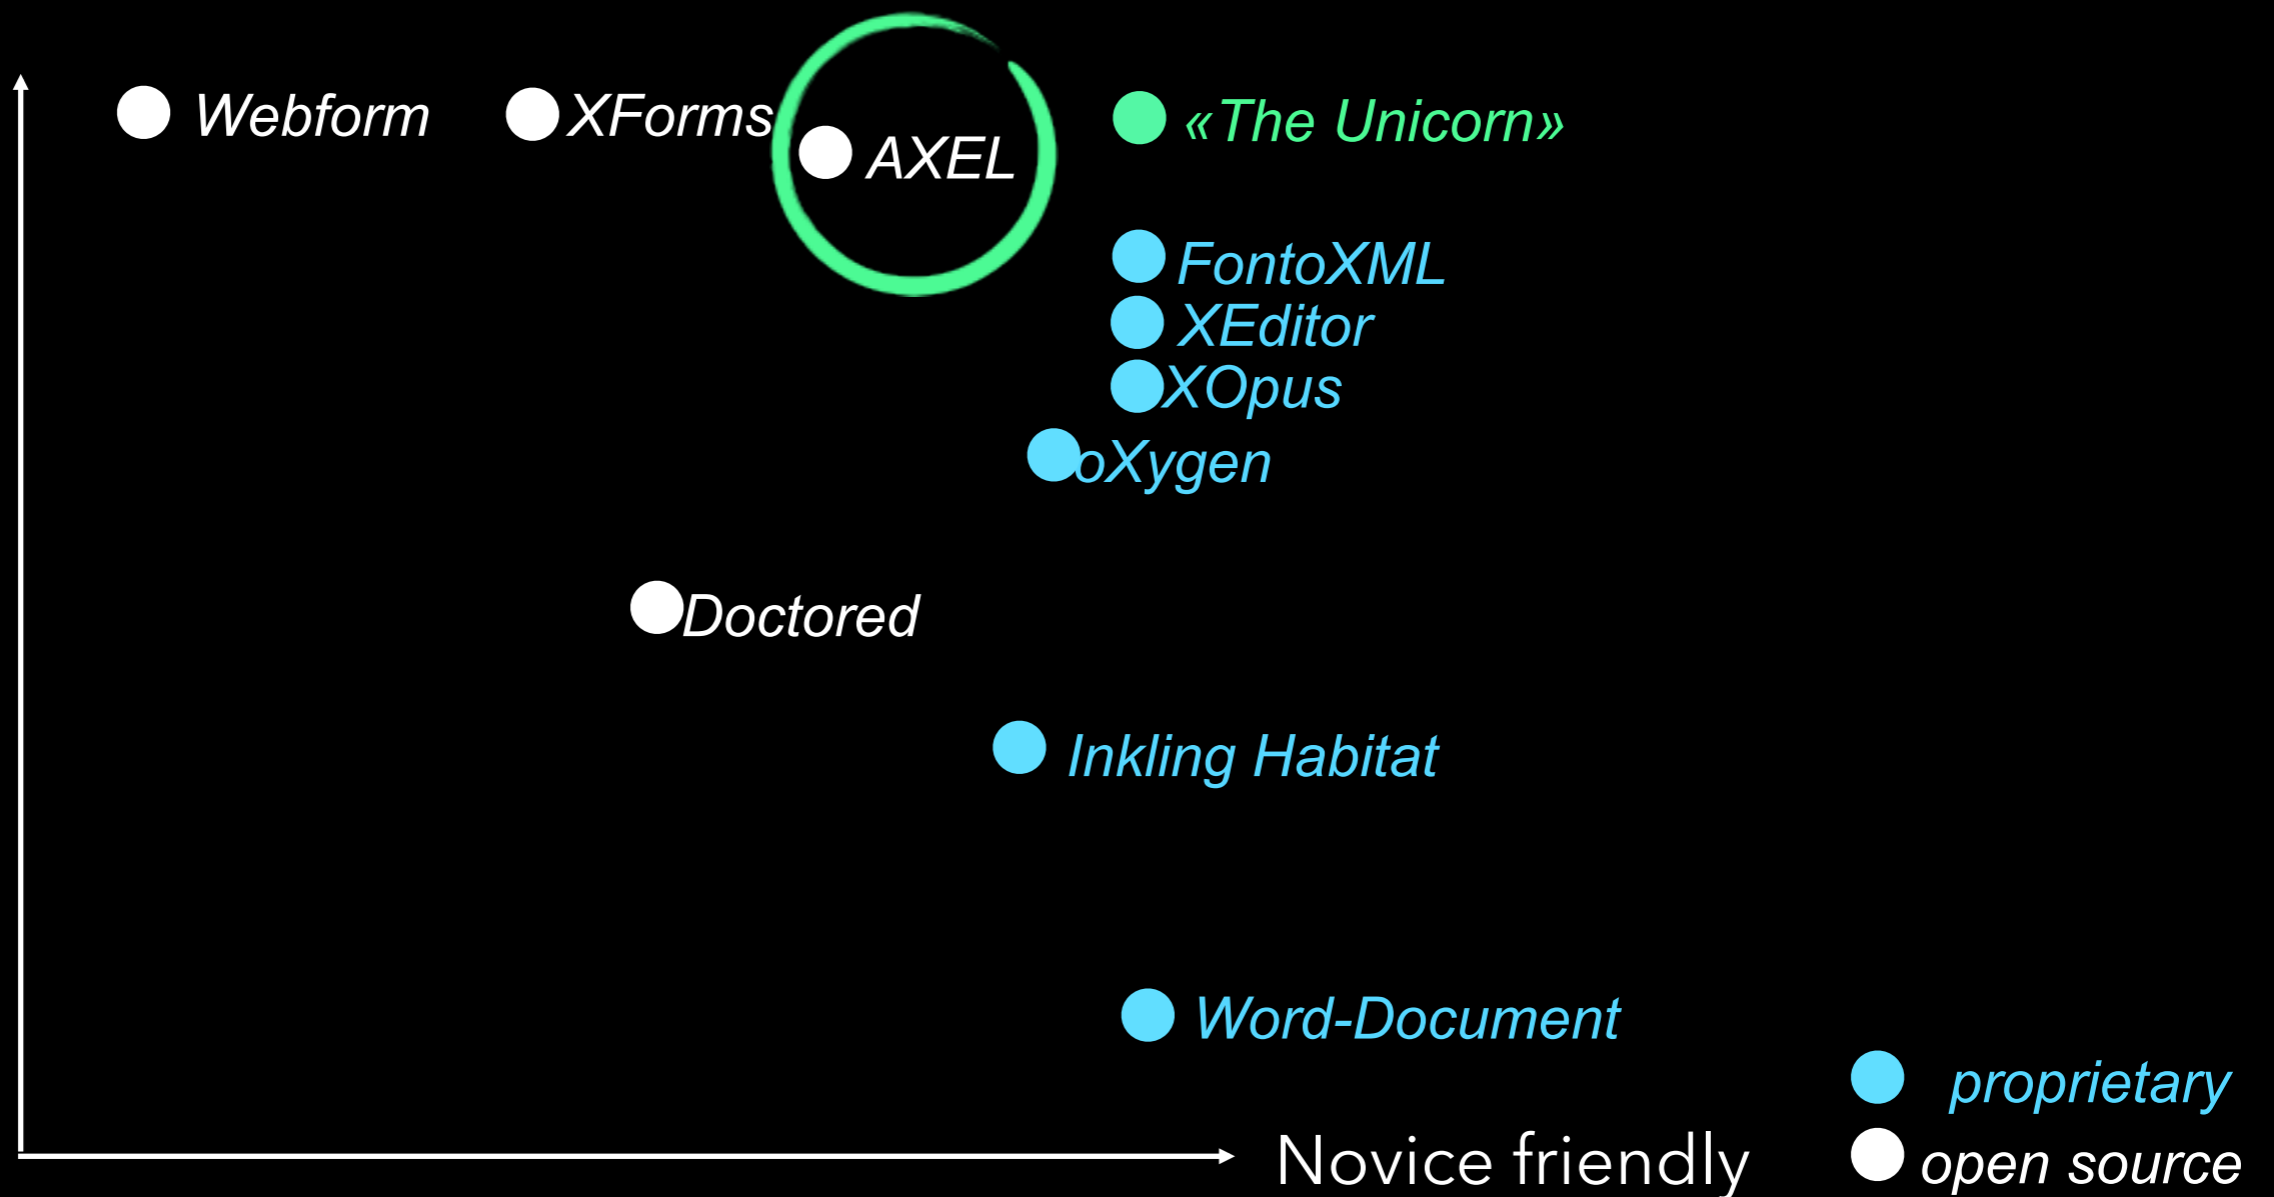 Webform
XForms
AXEL
«The Unicorn»
FontoXML
XEditor
XOpus
oXygen
Doctored
Inkling Habitat
Word-Document
proprietary
Novice friendly
open source